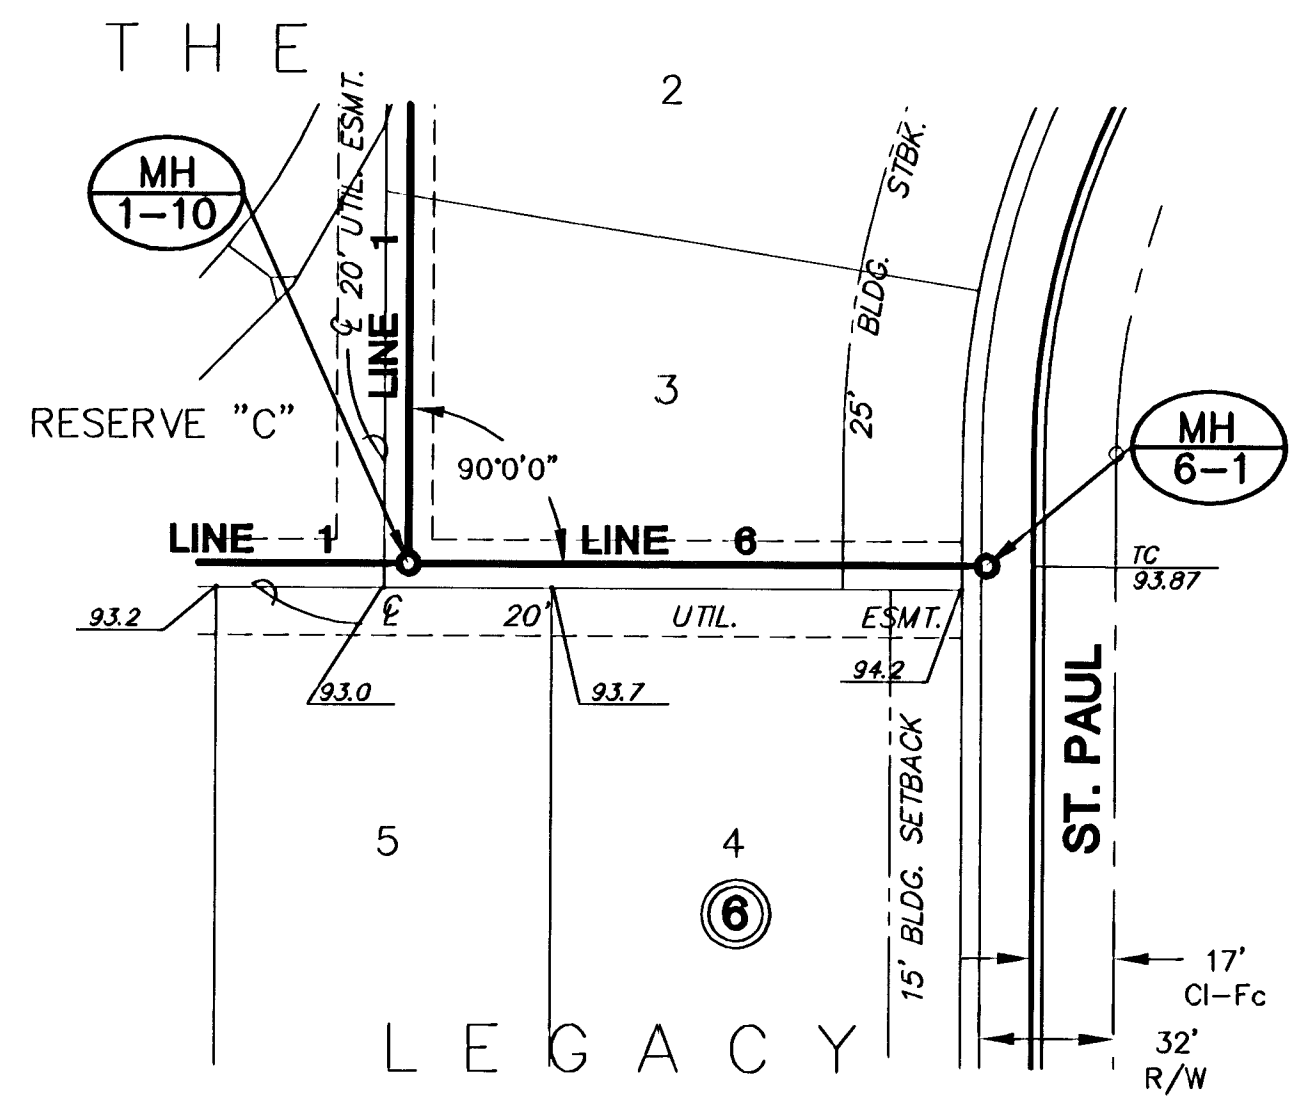 THE
2
℄ 20' UTIL. ESMT.
25' BLDG. STBK.
MH
1-10
LINE 1
3
RESERVE "C"
90°0'0"
MH
6-1
LINE 1
LINE 6
TC
93.87
93.2
℄ 20' UTIL. ESMT.
93.0
93.7
94.2
ST. PAUL
15' BLDG. SETBACK
5
4
6
17'
Cl-Fc
32'
R/W
LEGACY